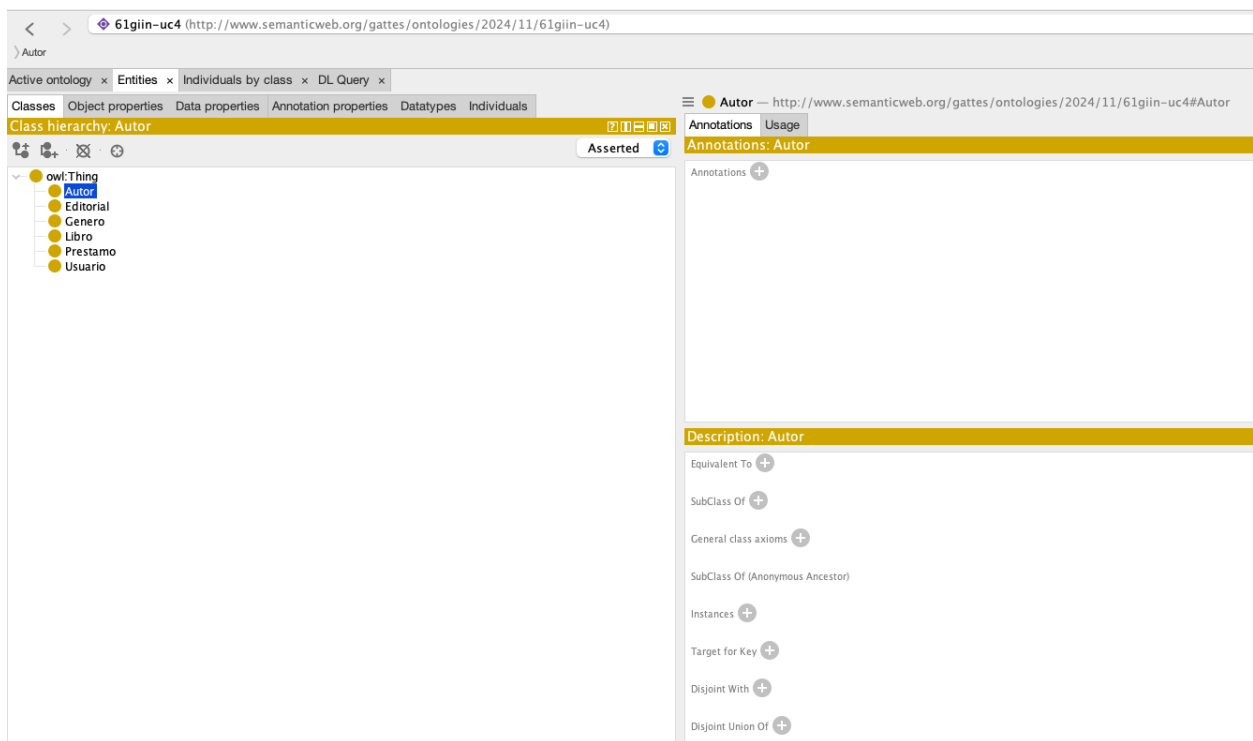 61giin-uc4 (http://www.semanticweb.org/gattes/ontologies/2024/11/61giin-uc4)
Autor
Active ontology × Entities × Individuals by class × DL Query ×
Classes Object properties Data properties Annotation properties Datatypes Individuals
Class hierarchy: Autor
Asserted
owl:Thing
Autor
Editorial
Genero
Libro
Prestamo
Usuario
Autor — http://www.semanticweb.org/gattes/ontologies/2024/11/61giin-uc4#Autor
Annotations Usage
Annotations: Autor
Annotations
Description: Autor
Equivalent To
SubClass Of
General class axioms
SubClass Of (Anonymous Ancestor)
Instances
Target for Key
Disjoint With
Disjoint Union Of